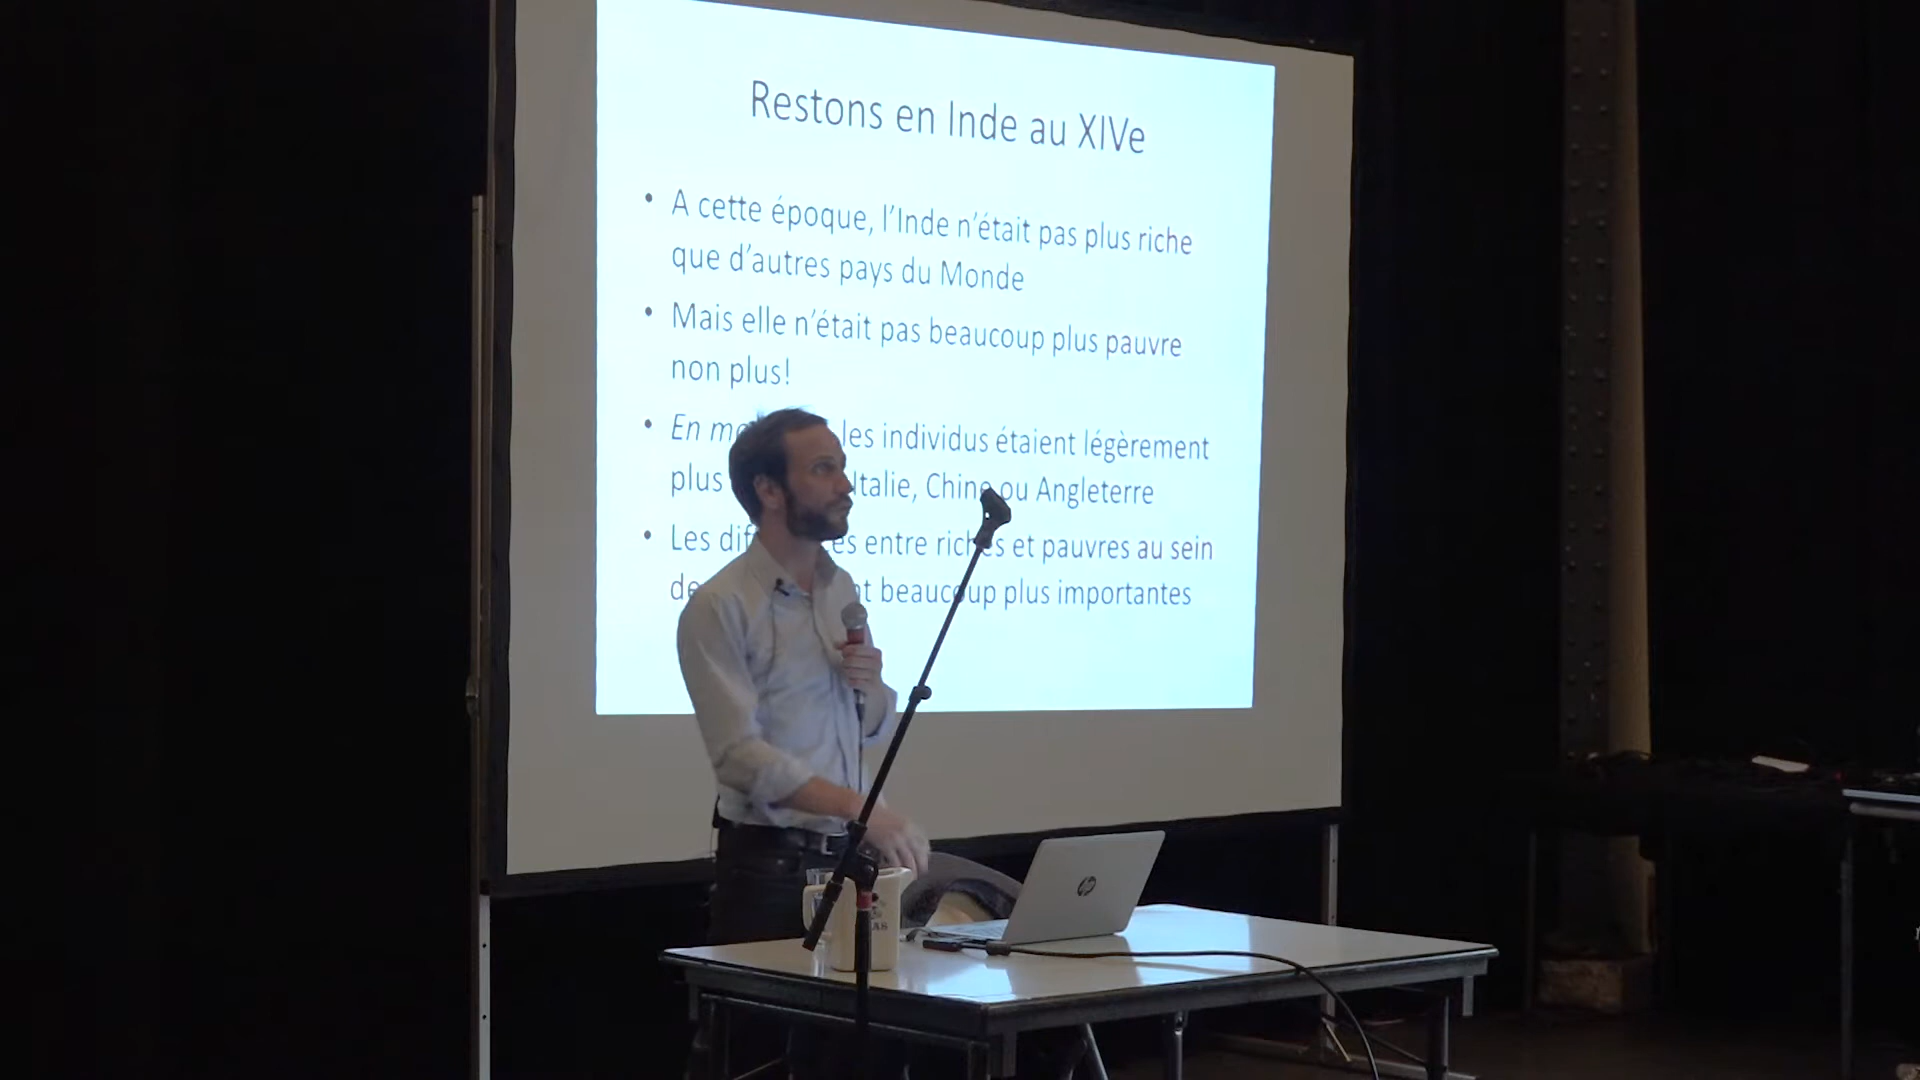 Restons en Inde au XIVe
• A cette époque, l'Inde n'était pas plus riche
que d'autres pays du Monde
• Mais elle n'était pas beaucoup plus pauvre
non plus!
• En les individus étaient légèrement
plus Italie, Chine ou Angleterre
• Les entre riches et pauvres au sein
beaucoup plus importantes
hp